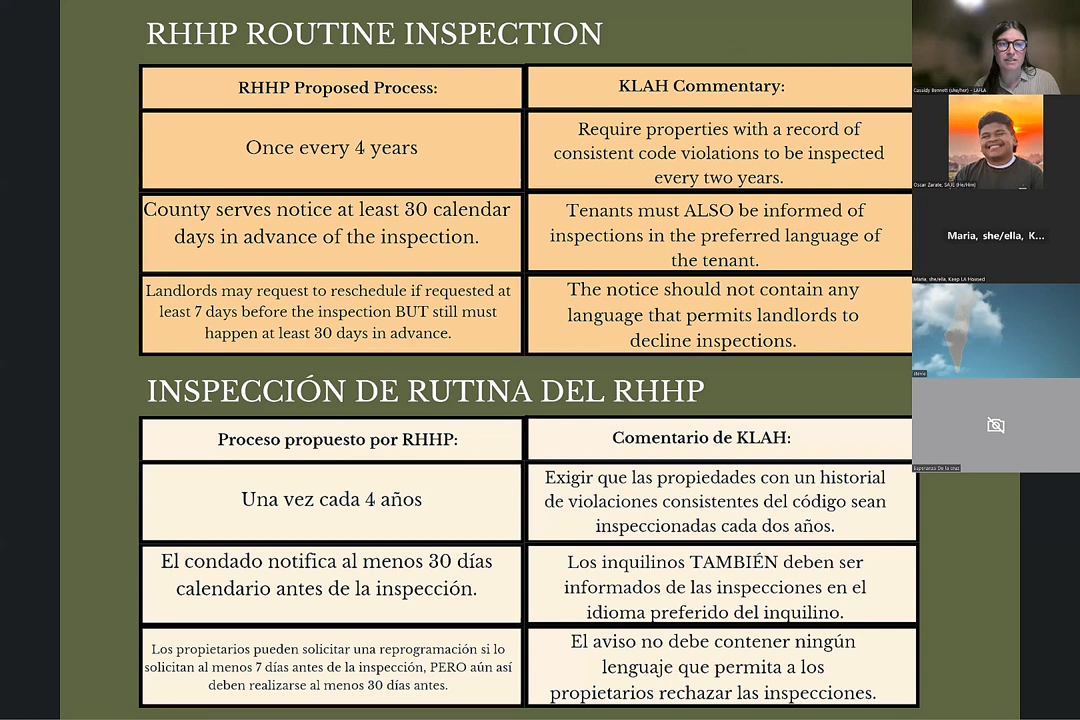 RHHP ROUTINE INSPECTION
RHHP Proposed Process:
KLAH Commentary:
Once every 4 years
Require properties with a record of
consistent code violations to be inspected
every two years.
County serves notice at least 30 calendar
days in advance of the inspection.
Tenants must ALSO be informed of
inspections in the preferred language of
the tenant.
Landlords may request to reschedule if requested at
least 7 days before the inspection BUT still must
happen at least 30 days in advance.
The notice should not contain any
language that permits landlords to
decline inspections.
INSPECCIÓN DE RUTINA DEL RHHP
Proceso propuesto por RHHP:
Comentario de KLAH:
Una vez cada 4 años
Exigir que las propiedades con un historial
de violaciones consistentes del código sean
inspeccionadas cada dos años.
El condado notifica al menos 30 días
calendario antes de la inspección.
Los inquilinos TAMBIÉN deben ser
informados de las inspecciones en el
idioma preferido del inquilino.
Los propietarios pueden solicitar una reprogramación si lo
solicitan al menos 7 días antes de la inspección, PERO aún así
deben realizarse al menos 30 días antes.
El aviso no debe contener ningún
lenguaje que permita a los
propietarios rechazar las inspecciones.
Cassidy Bennett (she/her) - LAFLA
Oscar Zarate, SAJE (He/Him)
Maria, she/ella, K...
Maria, she/ella, Keep LA Housed
Esperanza De la cruz